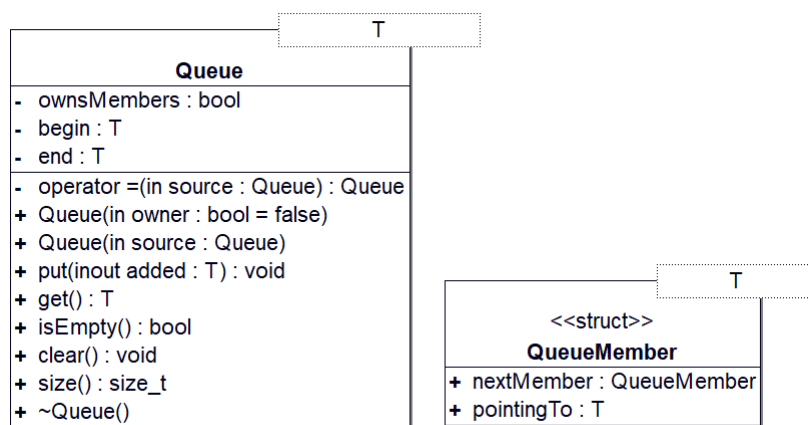 T
Queue
- ownsMembers : bool
- begin : T
- end : T
- operator =(in source : Queue) : Queue
+ Queue(in owner : bool = false)
+ Queue(in source : Queue)
+ put(inout added : T) : void
+ get() : T
+ isEmpty() : bool
+ clear() : void
+ size() : size_t
+ ~Queue()
T
<<struct>>
QueueMember
+ nextMember : QueueMember
+ pointingTo : T